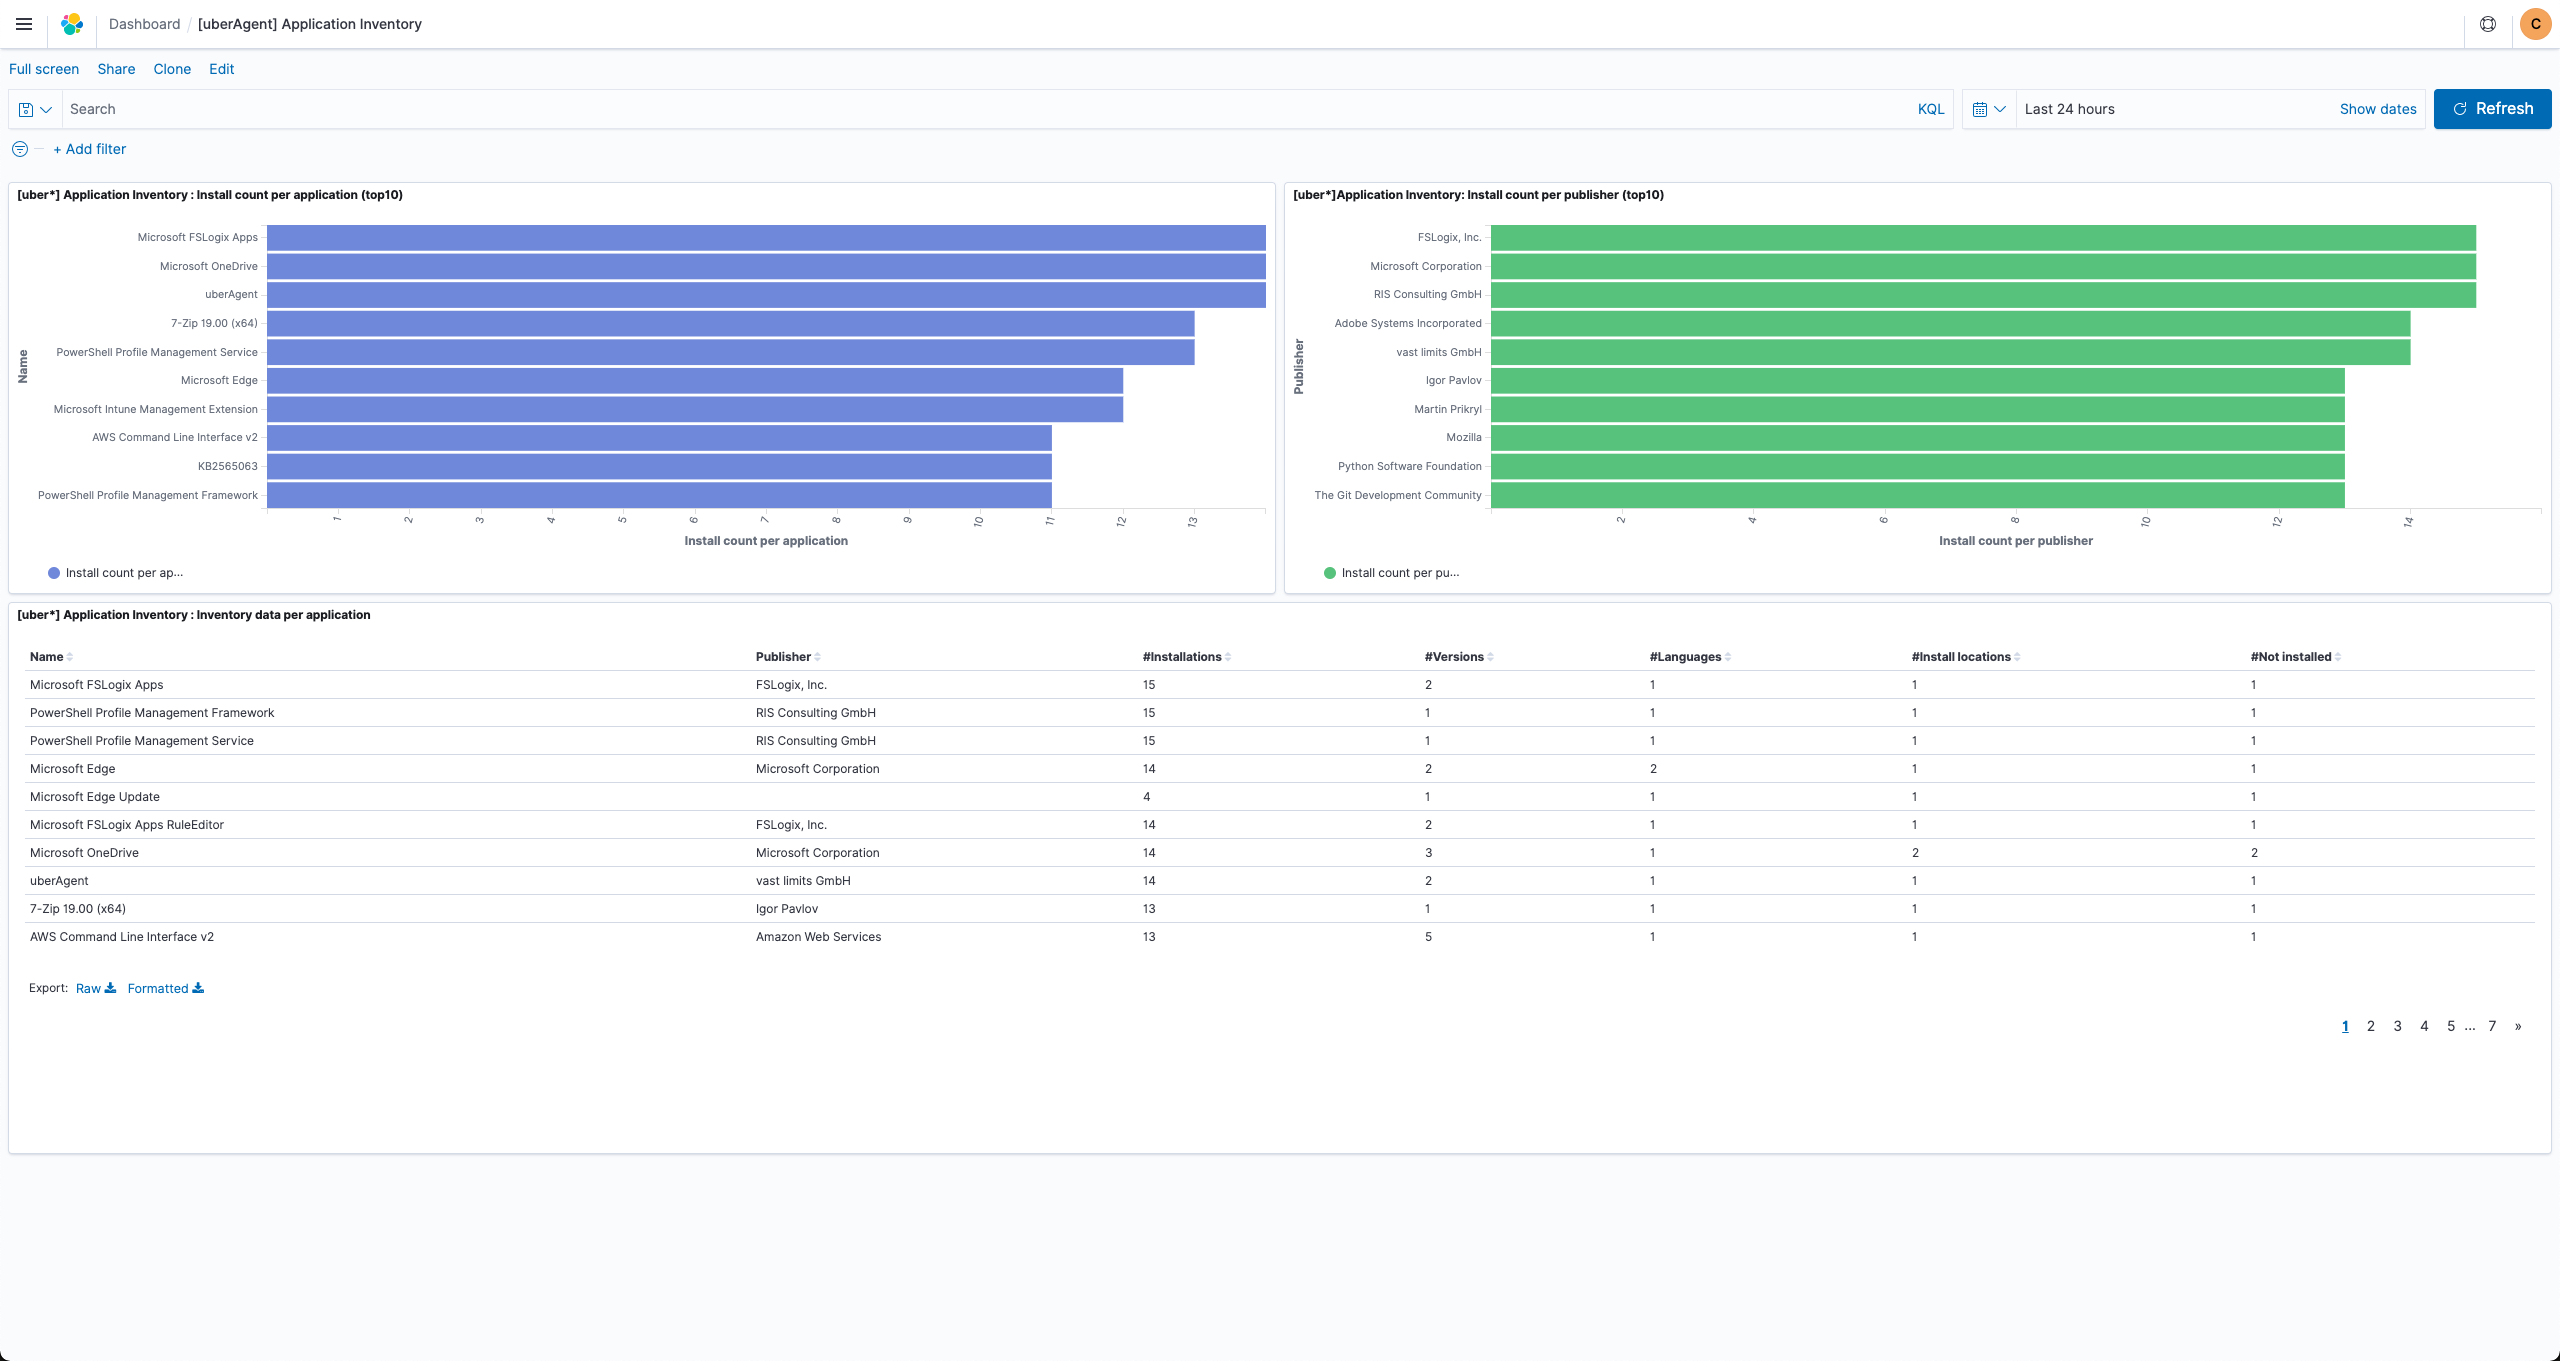 Dashboard / [uberAgent] Application Inventory
C
Full screen Share Clone Edit
Search KQL Last 24 hours Show dates Refresh
+ Add filter
[uber*] Application Inventory : Install count per application (top10)
Name
Microsoft FSLogix Apps
Microsoft OneDrive
uberAgent
7-Zip 19.00 (x64)
PowerShell Profile Management Service
Microsoft Edge
Microsoft Intune Management Extension
AWS Command Line Interface v2
KB2565063
PowerShell Profile Management Framework
1 2 3 4 5 6 7 8 9 10 11 12 13
Install count per application
Install count per ap...
[uber*]Application Inventory: Install count per publisher (top10)
Publisher
FSLogix, Inc.
Microsoft Corporation
RIS Consulting GmbH
Adobe Systems Incorporated
vast limits GmbH
Igor Pavlov
Martin Prikryl
Mozilla
Python Software Foundation
The Git Development Community
2 4 6 8 10 12 14
Install count per publisher
Install count per pu...
[uber*] Application Inventory : Inventory data per application
Name Publisher #Installations #Versions #Languages #Install locations #Not installed
Microsoft FSLogix Apps FSLogix, Inc. 15 2 1 1 1
PowerShell Profile Management Framework RIS Consulting GmbH 15 1 1 1 1
PowerShell Profile Management Service RIS Consulting GmbH 15 1 1 1 1
Microsoft Edge Microsoft Corporation 14 2 2 1 1
Microsoft Edge Update 4 1 1 1 1
Microsoft FSLogix Apps RuleEditor FSLogix, Inc. 14 2 1 1 1
Microsoft OneDrive Microsoft Corporation 14 3 1 2 2
uberAgent vast limits GmbH 14 2 1 1 1
7-Zip 19.00 (x64) Igor Pavlov 13 1 1 1 1
AWS Command Line Interface v2 Amazon Web Services 13 5 1 1 1
Export: Raw Formatted
1 2 3 4 5 ... 7 »